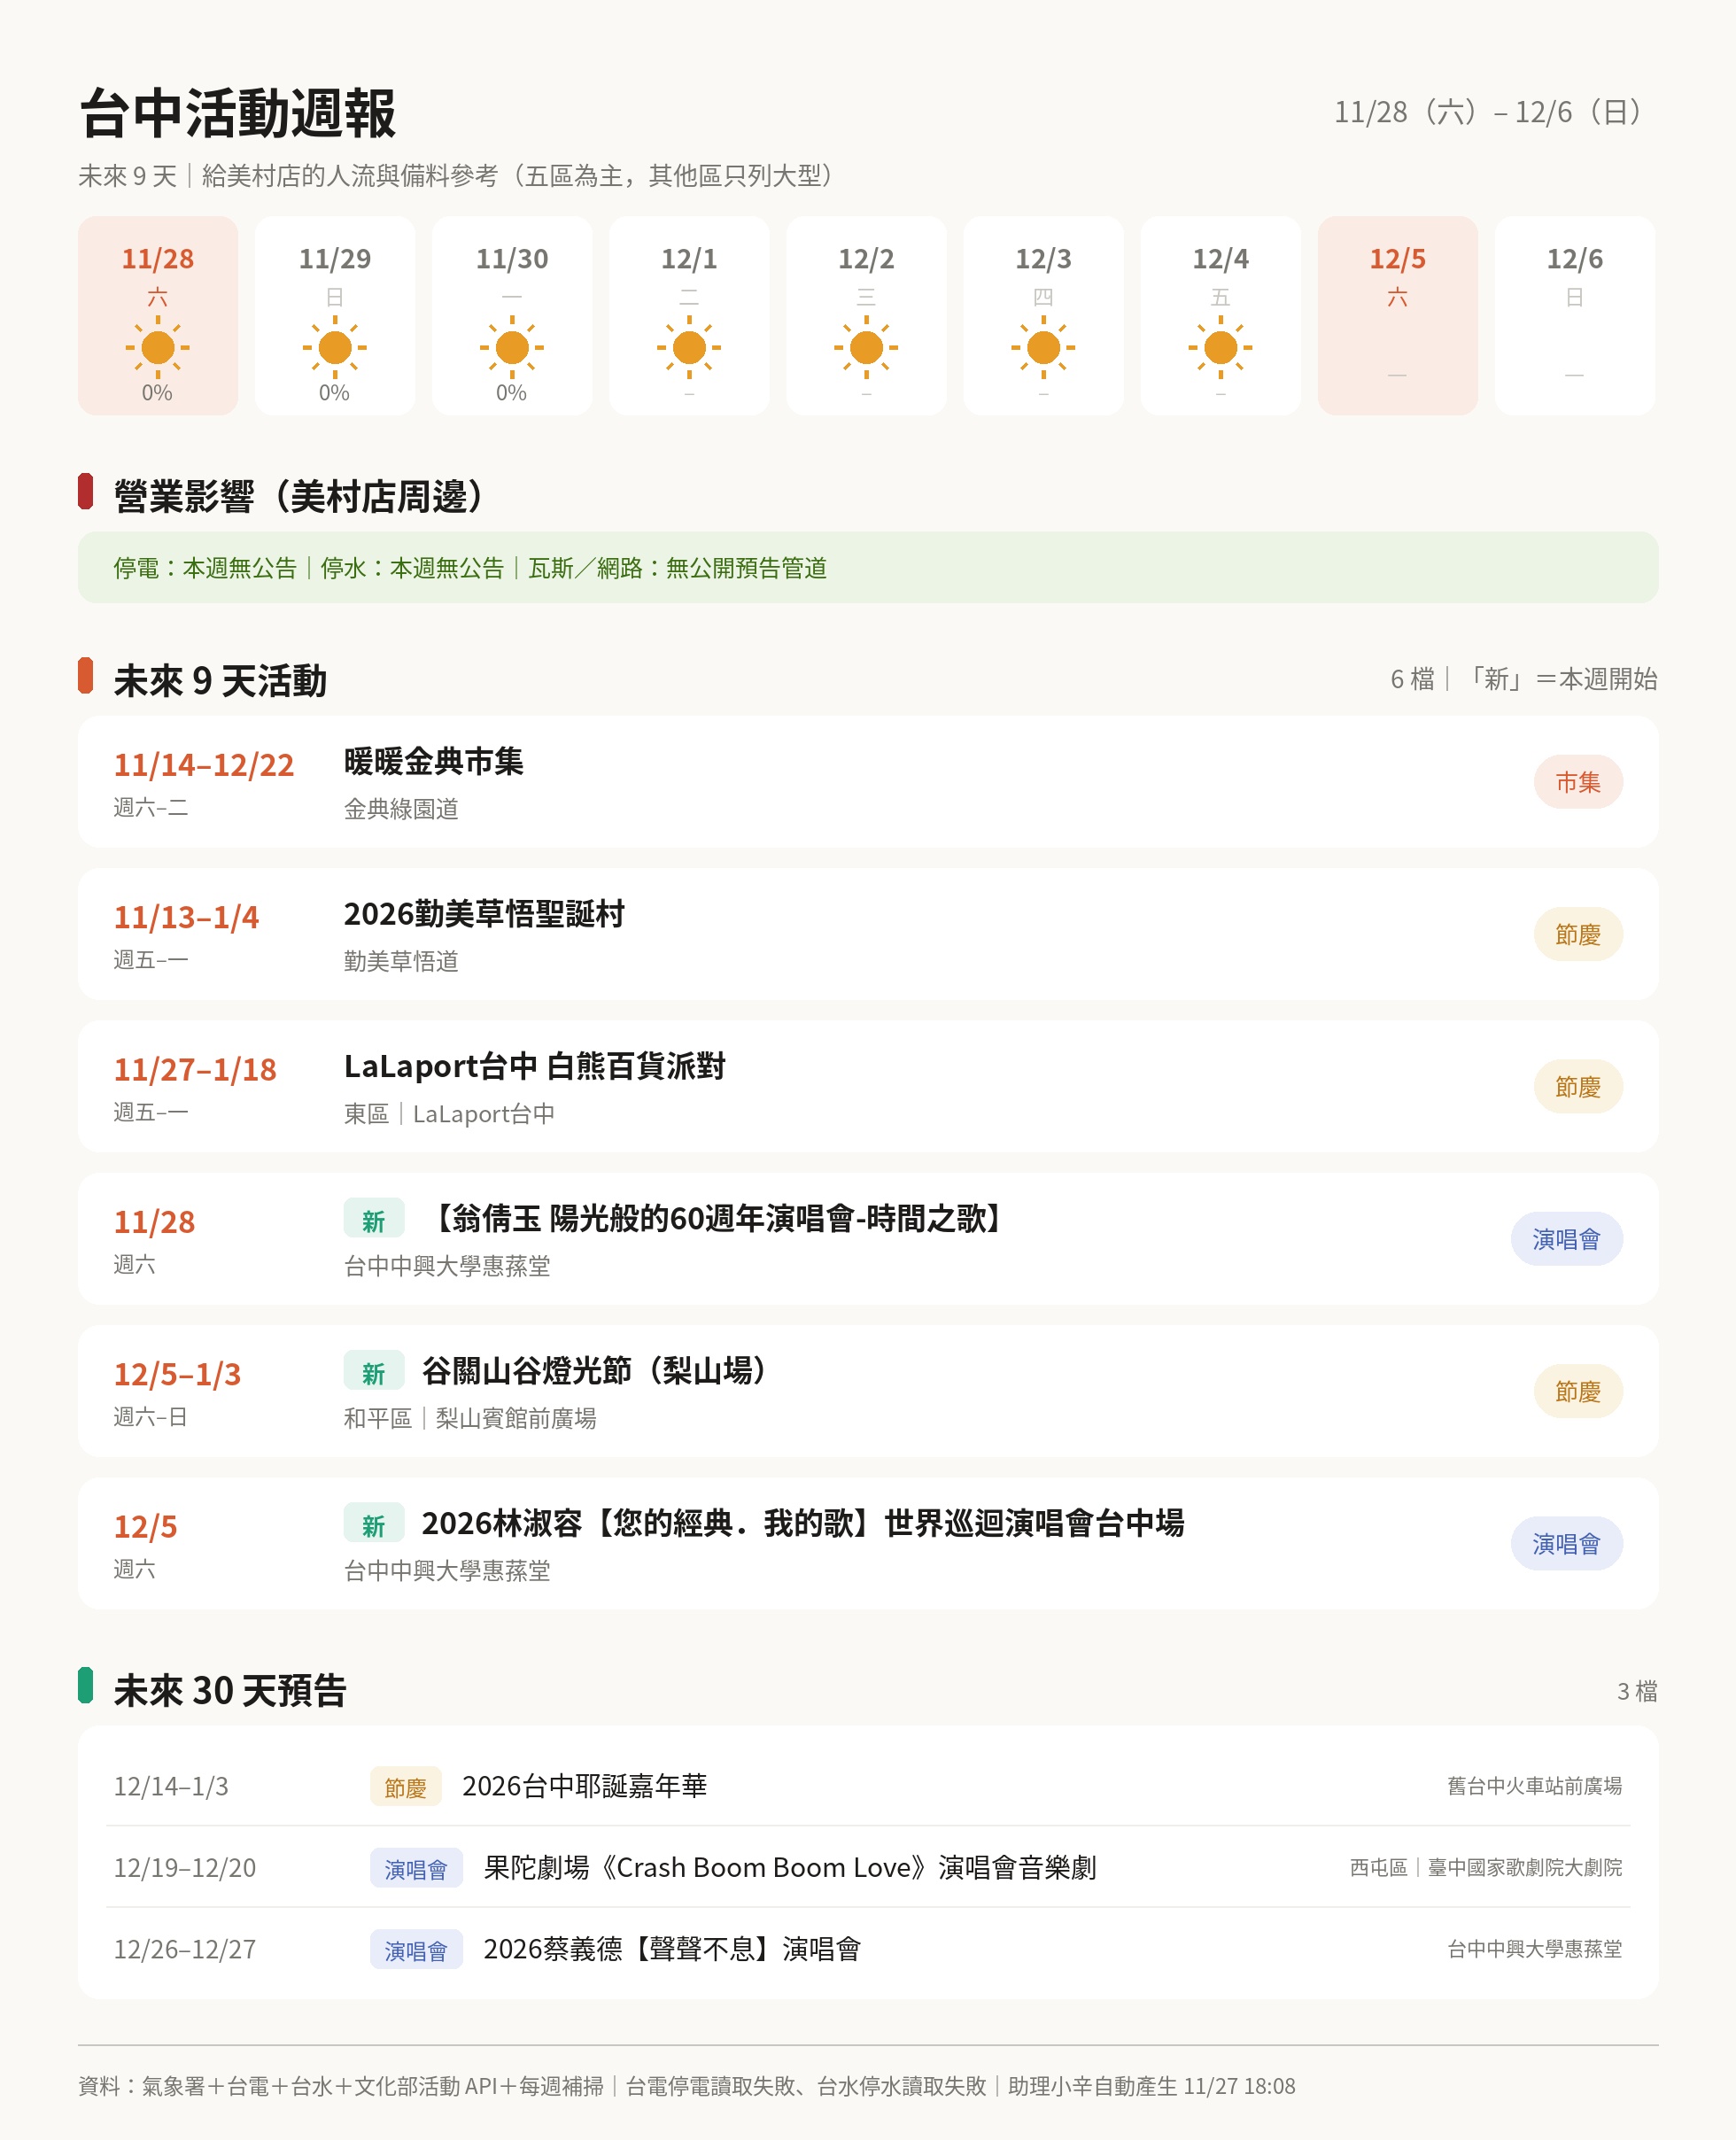 台中活動週報
11/28（六）– 12/6（日）
未來 9 天｜給美村店的人流與備料參考（五區為主，其他區只列大型）
11/28 11/29 11/30 12/1 12/2 12/3 12/4 12/5 12/6
六 日 一 二 三 四 五 六 日
0% 0% 0% – – – – — —
營業影響（美村店周邊）
停電：本週無公告｜停水：本週無公告｜瓦斯／網路：無公開預告管道
未來 9 天活動
6 檔｜「新」＝本週開始
11/14–12/22 暖暖金典市集
週六–二 金典綠園道
市集
11/13–1/4 2026勤美草悟聖誕村
週五–一 勤美草悟道
節慶
11/27–1/18 LaLaport台中 白熊百貨派對
週五–一 東區｜LaLaport台中
節慶
11/28 新 【翁倩玉 陽光般的60週年演唱會-時間之歌】
週六 台中中興大學惠蓀堂
演唱會
12/5–1/3 新 谷關山谷燈光節（梨山場）
週六–日 和平區｜梨山賓館前廣場
節慶
12/5 新 2026林淑容【您的經典．我的歌】世界巡迴演唱會台中場
週六 台中中興大學惠蓀堂
演唱會
未來 30 天預告
3 檔
12/14–1/3 節慶 2026台中耶誕嘉年華 舊台中火車站前廣場
12/19–12/20 演唱會 果陀劇場《Crash Boom Boom Love》演唱會音樂劇 西屯區｜臺中國家歌劇院大劇院
12/26–12/27 演唱會 2026蔡義德【聲聲不息】演唱會 台中中興大學惠蓀堂
資料：氣象署＋台電＋台水＋文化部活動 API＋每週補掃｜台電停電讀取失敗、台水停水讀取失敗｜助理小辛自動產生 11/27 18:08